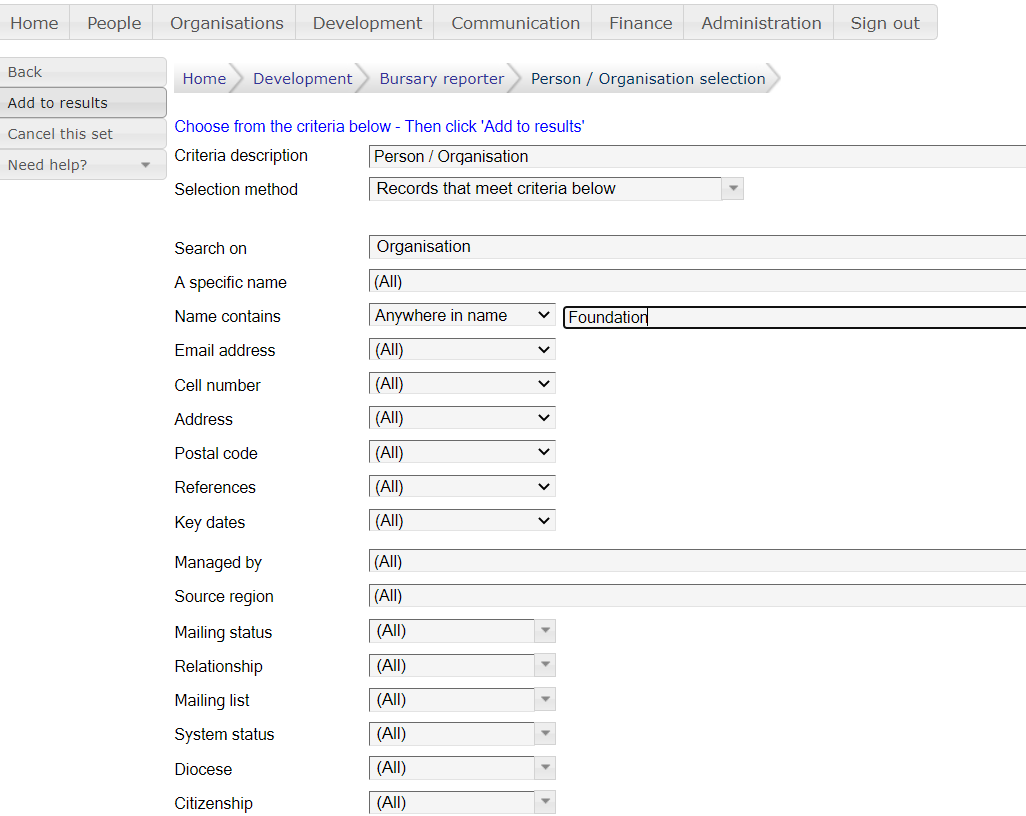 Home People Organisations Development Communication Finance Administration Sign out
Back
Add to results
Cancel this set
Need help?
Home Development Bursary reporter Person / Organisation selection
Choose from the criteria below - Then click 'Add to results'
Criteria description Person / Organisation
Selection method Records that meet criteria below
Search on Organisation
A specific name (All)
Name contains Anywhere in name Foundation
Email address (All)
Cell number (All)
Address (All)
Postal code (All)
References (All)
Key dates (All)
Managed by (All)
Source region (All)
Mailing status (All)
Relationship (All)
Mailing list (All)
System status (All)
Diocese (All)
Citizenship (All)